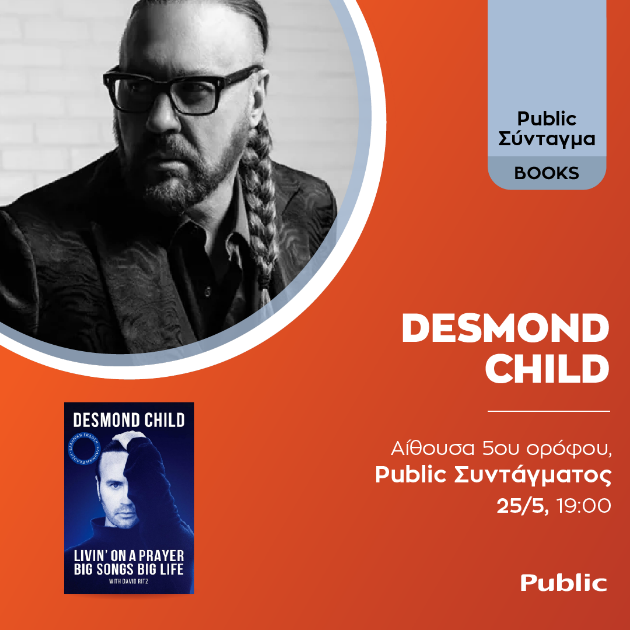 Public
Σύνταγμα
BOOKS
DESMOND
CHILD
Αίθουσα 5ου ορόφου,
Public Συντάγματος
25/5, 19:00
DESMOND CHILD
LIVIN' ON A PRAYER
BIG SONGS BIG LIFE
WITH DAVID RITZ
Public